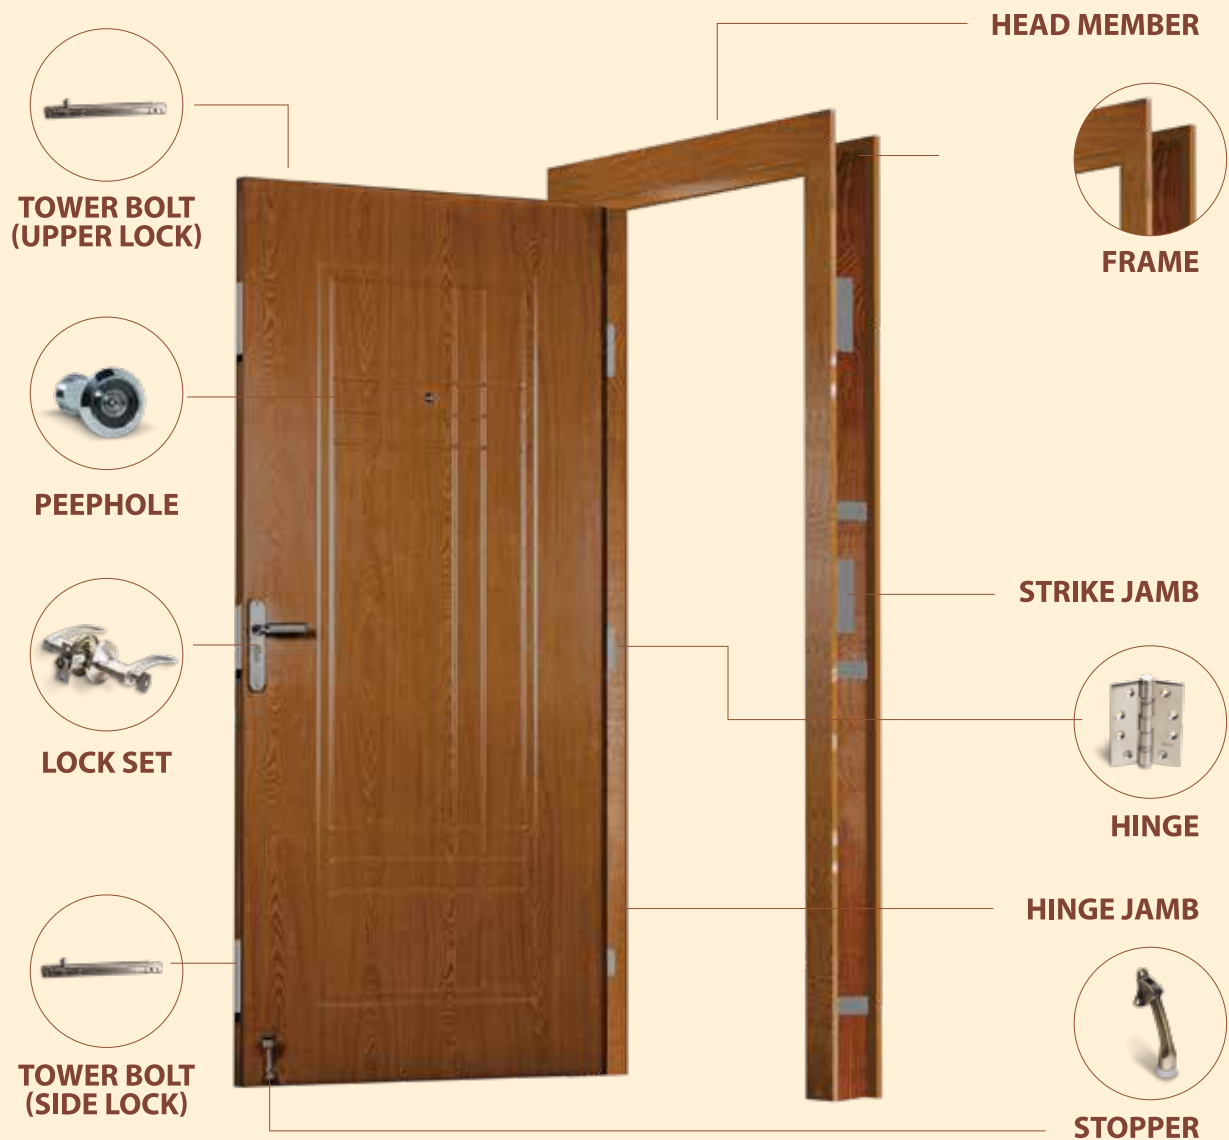 HEAD MEMBER
TOWER BOLT
(UPPER LOCK)
FRAME
PEEPHOLE
STRIKE JAMB
LOCK SET
HINGE
HINGE JAMB
TOWER BOLT
(SIDE LOCK)
STOPPER